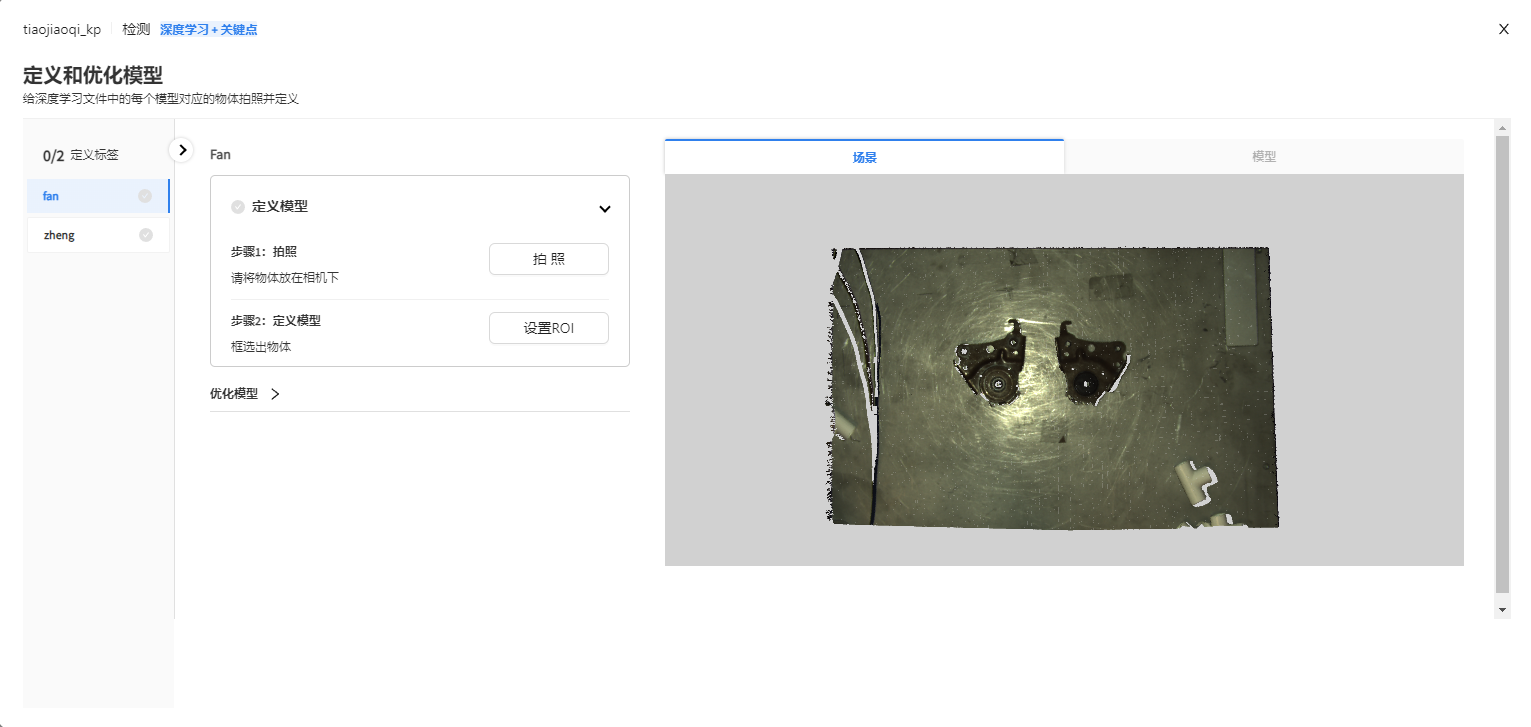 tiaojiaoqi_kp 检测 深度学习 + 关键点 X
定义和优化模型
给深度学习文件中的每个模型对应的物体拍照并定义
0/2 定义标签
fan
zheng
Fan
定义模型
步骤1: 拍照
请将物体放在相机下
拍 照
步骤2: 定义模型
框选出物体
设置ROI
优化模型
场景
模型